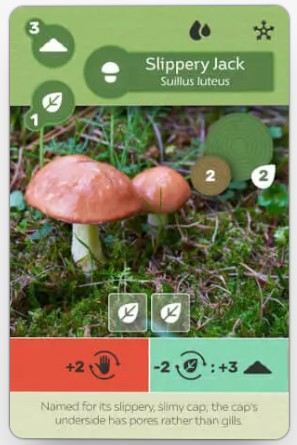 3
Slippery Jack
Suillus luteus
1
2
2
+2
-2 : +3
Named for its slippery, slimy cap, the cap's
underside has pores rather than gills.